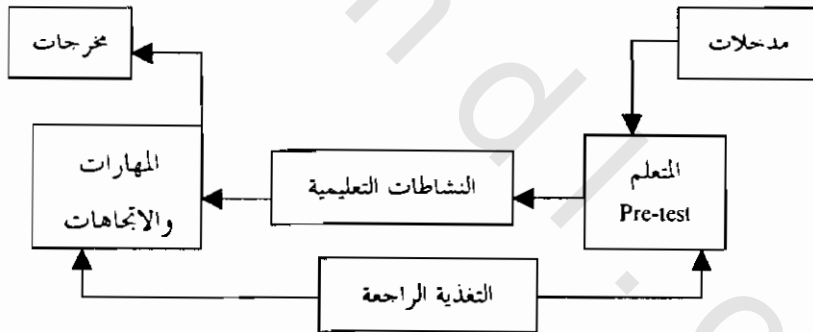 مدخلات
مخرجات
المتعلم
Pre-test
النشاطات التعليمية
المهارات
والاتجاهات
التغذية الراجعة